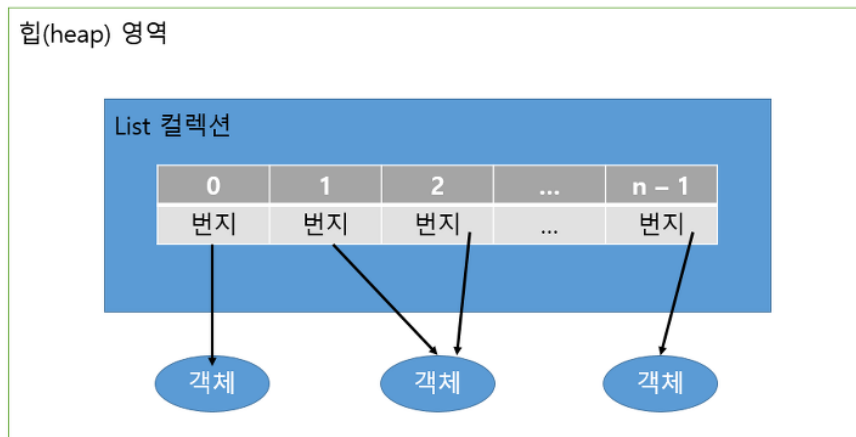 힙(heap) 영역
List 컬렉션
0 1 2 ... n – 1
번지 번지 번지 ... 번지
객체 객체 객체